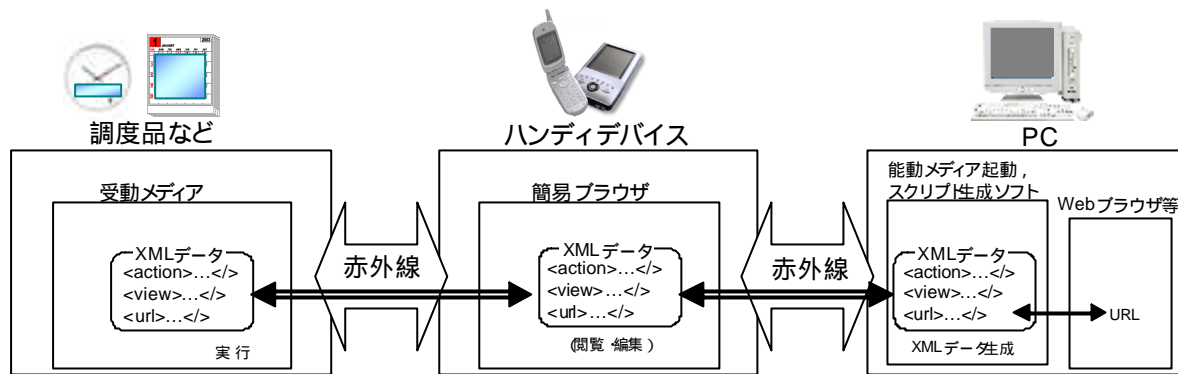 調度品など
ハンディデバイス
PC
受動メディア
XMLデータ
<action>…</>
<view>…</>
<url>…</>
実行
赤外線
簡易ブラウザ
XMLデータ
<action>…</>
<view>…</>
<url>…</>
(閲覧・編集)
赤外線
能動メディア起動,
スクリプト生成ソフト
XMLデータ
<action>…</>
<view>…</>
<url>…</>
XMLデータ生成
Webブラウザ等
URL